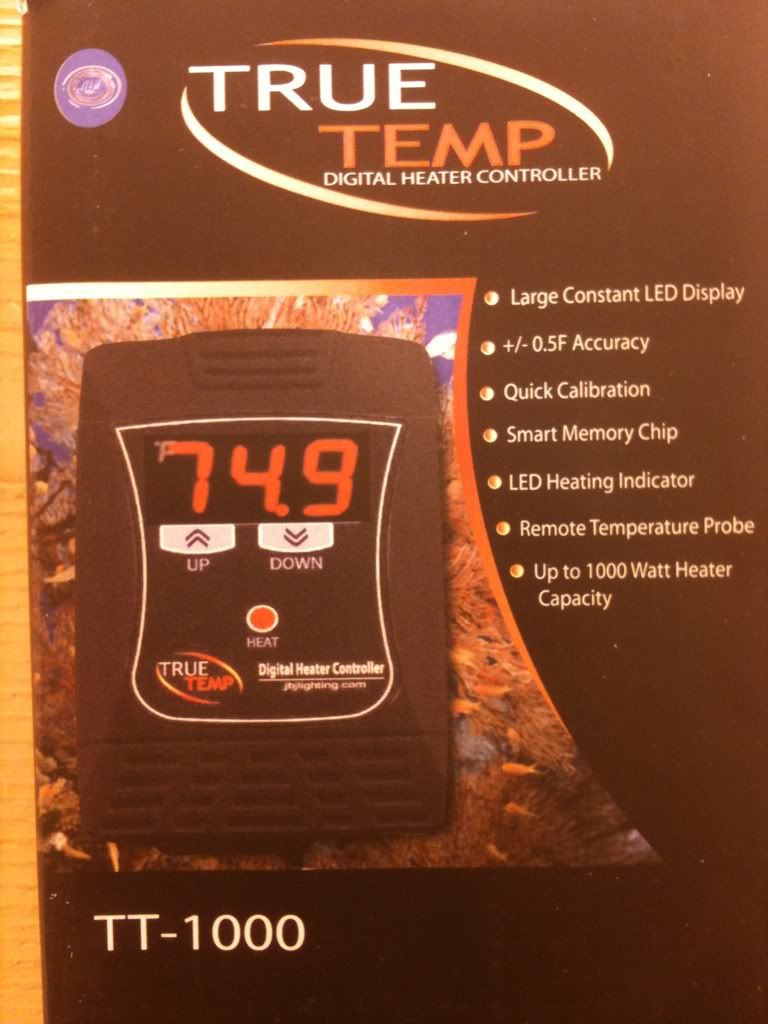 JBJ
TRUE
TEMP
DIGITAL HEATER CONTROLLER
Large Constant LED Display
+/- 0.5F Accuracy
Quick Calibration
Smart Memory Chip
LED Heating Indicator
Remote Temperature Probe
Up to 1000 Watt Heater
Capacity
°F 74.9
UP DOWN
HEAT
TRUE
TEMP
Digital Heater Controller
jbjlighting.com
TT-1000